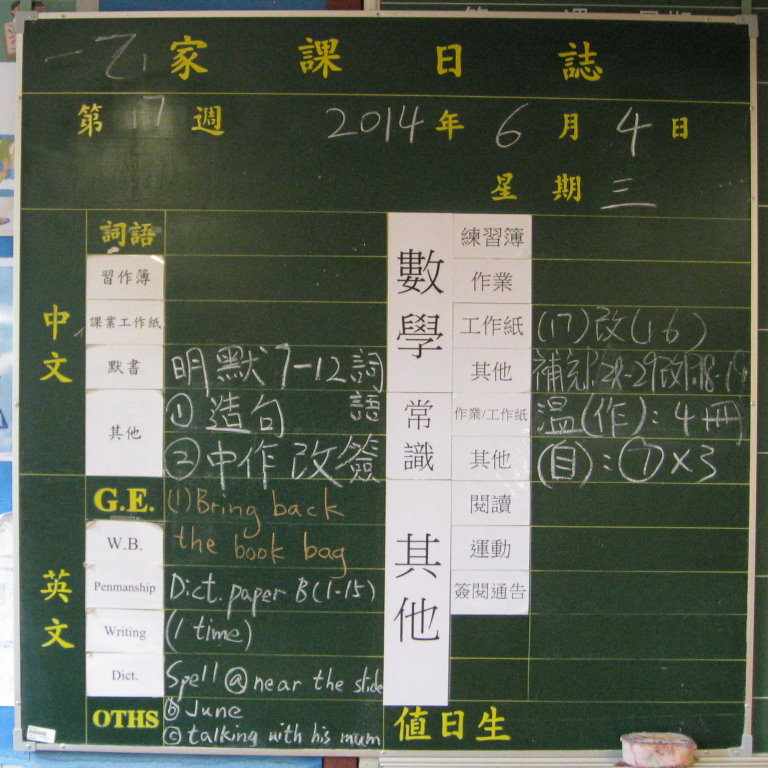 一乙 家課日誌
第 17 週 2014 年 6 月 4 日
星期 三
中文
詞語
習作簿
課業工作紙
默書 明默7-12詞語
其他 ① 造句
② 中作改簽
英文
G.E. (1) Bring back
the book bag
W.B.
Penmanship Dict. paper B(1-15)
Writing (1 time)
Dict. Spell ⓐ near the slide
OTHS ⓑ June
ⓒ talking with his mum
數學
練習簿
作業
工作紙 (17)改(16)
其他 補充
常識
作業/工作紙 溫(作):4冊
其他 (自):⑦×3
其他
閱讀
運動
簽閱通告
值日生